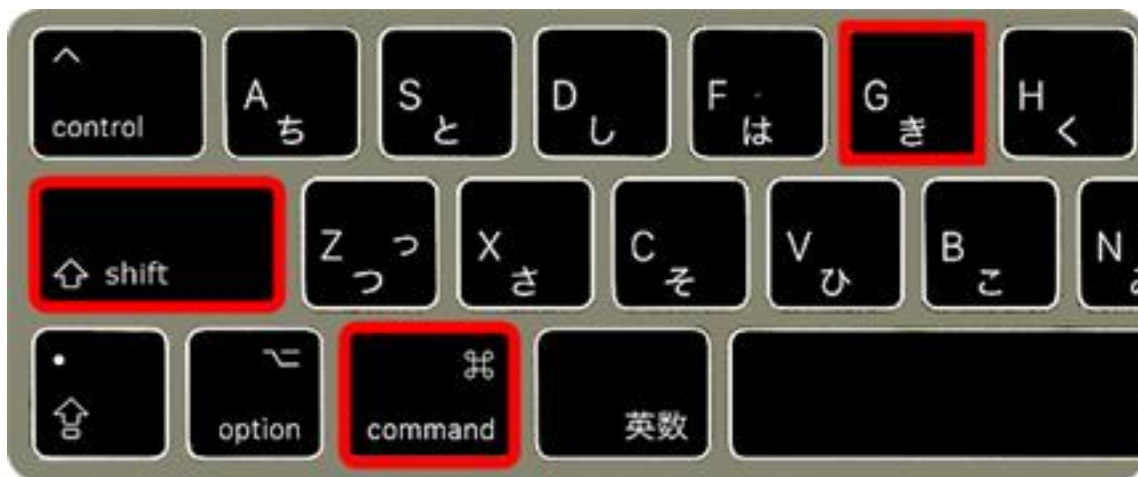 control
A ち
S と
D し
F は
G き
H く
⇧ shift
Z つ っ
X さ
C そ
V ひ
B こ
N
⌥ option
⌘ command
英数